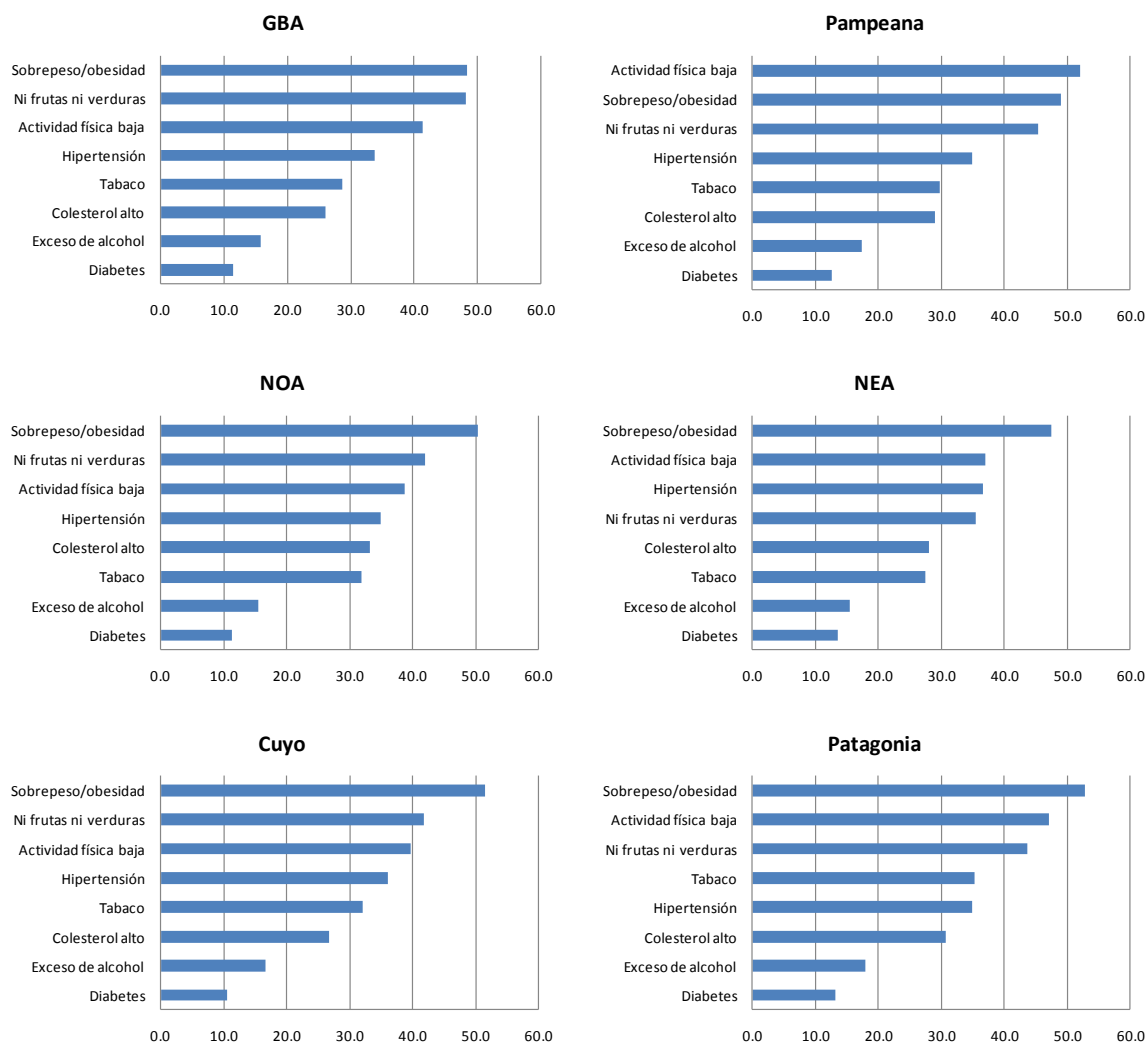 GBA
Sobrepeso/obesidad
Ni frutas ni verduras
Actividad física baja
Hipertensión
Tabaco
Colesterol alto
Exceso de alcohol
Diabetes
0.0 10.0 20.0 30.0 40.0 50.0 60.0
Pampeana
Actividad física baja
Sobrepeso/obesidad
Ni frutas ni verduras
Hipertensión
Tabaco
Colesterol alto
Exceso de alcohol
Diabetes
0.0 10.0 20.0 30.0 40.0 50.0 60.0
NOA
Sobrepeso/obesidad
Ni frutas ni verduras
Actividad física baja
Hipertensión
Colesterol alto
Tabaco
Exceso de alcohol
Diabetes
0.0 10.0 20.0 30.0 40.0 50.0 60.0
NEA
Sobrepeso/obesidad
Actividad física baja
Hipertensión
Ni frutas ni verduras
Colesterol alto
Tabaco
Exceso de alcohol
Diabetes
0.0 10.0 20.0 30.0 40.0 50.0 60.0
Cuyo
Sobrepeso/obesidad
Ni frutas ni verduras
Actividad física baja
Hipertensión
Tabaco
Colesterol alto
Exceso de alcohol
Diabetes
0.0 10.0 20.0 30.0 40.0 50.0 60.0
Patagonia
Sobrepeso/obesidad
Actividad física baja
Ni frutas ni verduras
Tabaco
Hipertensión
Colesterol alto
Exceso de alcohol
Diabetes
0.0 10.0 20.0 30.0 40.0 50.0 60.0